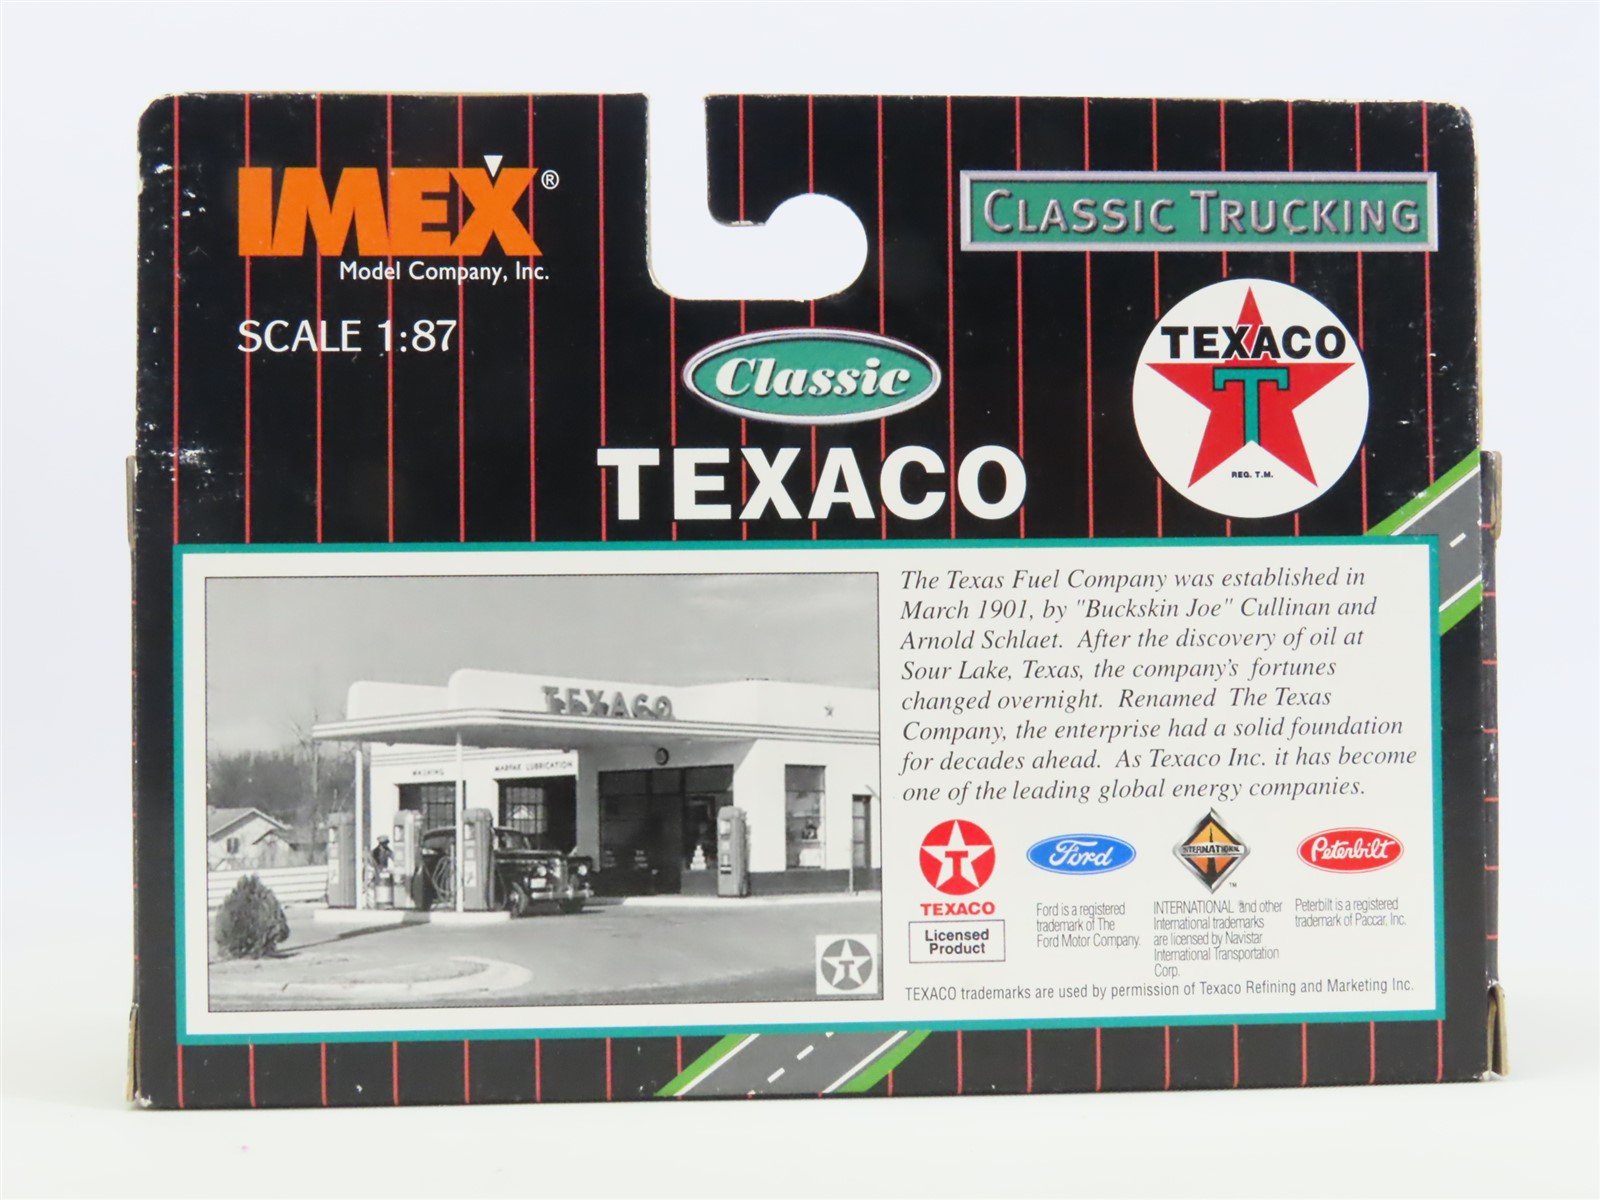 IMEX®
Model Company, Inc.
SCALE 1:87
CLASSIC TRUCKING
Classic
TEXACO
TEXACO
T
REG. T.M.
TEXACO
WASHING
MARFAK LUBRICATION
T
The Texas Fuel Company was established in
March 1901, by "Buckskin Joe" Cullinan and
Arnold Schlaet. After the discovery of oil at
Sour Lake, Texas, the company's fortunes
changed overnight. Renamed The Texas
Company, the enterprise had a solid foundation
for decades ahead. As Texaco Inc. it has become
one of the leading global energy companies.
T
TEXACO
Licensed
Product
Ford
Ford is a registered
trademark of The
Ford Motor Company.
INTERNATIONAL
TM
INTERNATIONAL and other
International trademarks
are licensed by Navistar
International Transportation
Corp.
Peterbilt
Peterbilt is a registered
trademark of Paccar, Inc.
TEXACO trademarks are used by permission of Texaco Refining and Marketing Inc.